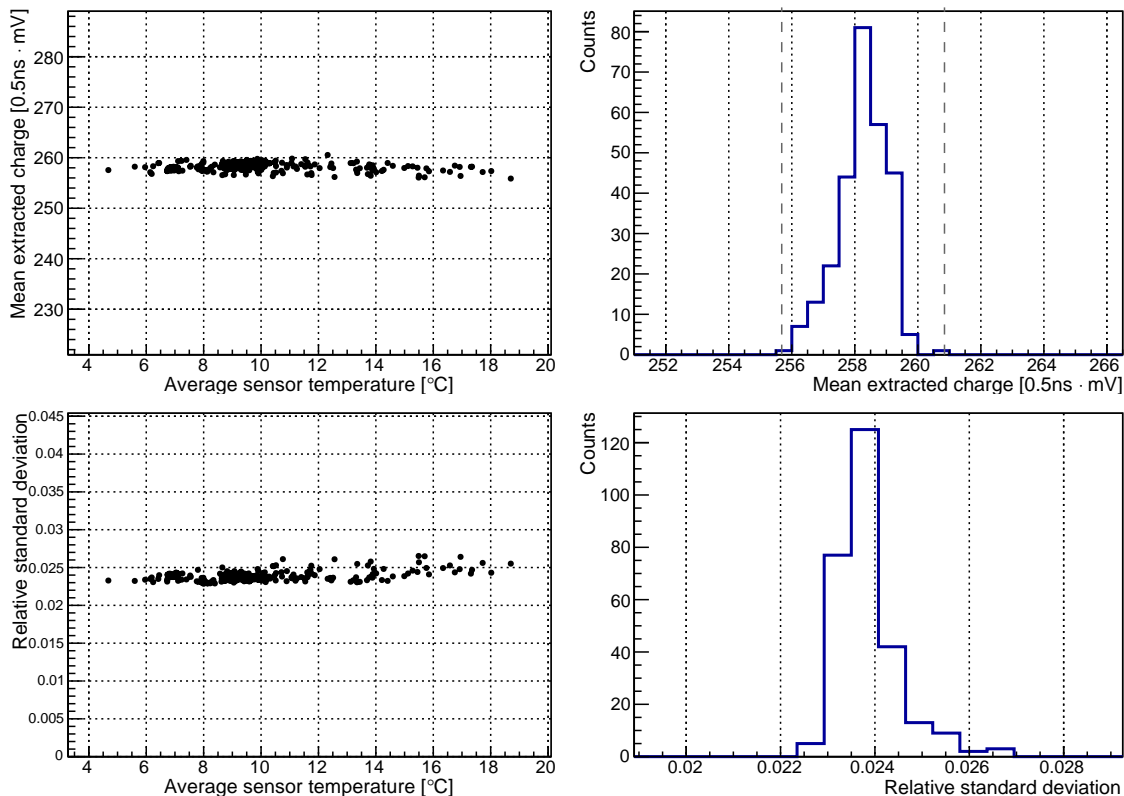 Mean extracted charge [0.5ns · mV]
280
270
260
250
240
230
4 6 8 10 12 14 16 18 20
Average sensor temperature [°C]
Counts
80
70
60
50
40
30
20
10
0
252 254 256 258 260 262 264 266
Mean extracted charge [0.5ns · mV]
Relative standard deviation
0.045
0.04
0.035
0.03
0.025
0.02
0.015
0.01
0.005
0
4 6 8 10 12 14 16 18 20
Average sensor temperature [°C]
Counts
120
100
80
60
40
20
0
0.02 0.022 0.024 0.026 0.028
Relative standard deviation